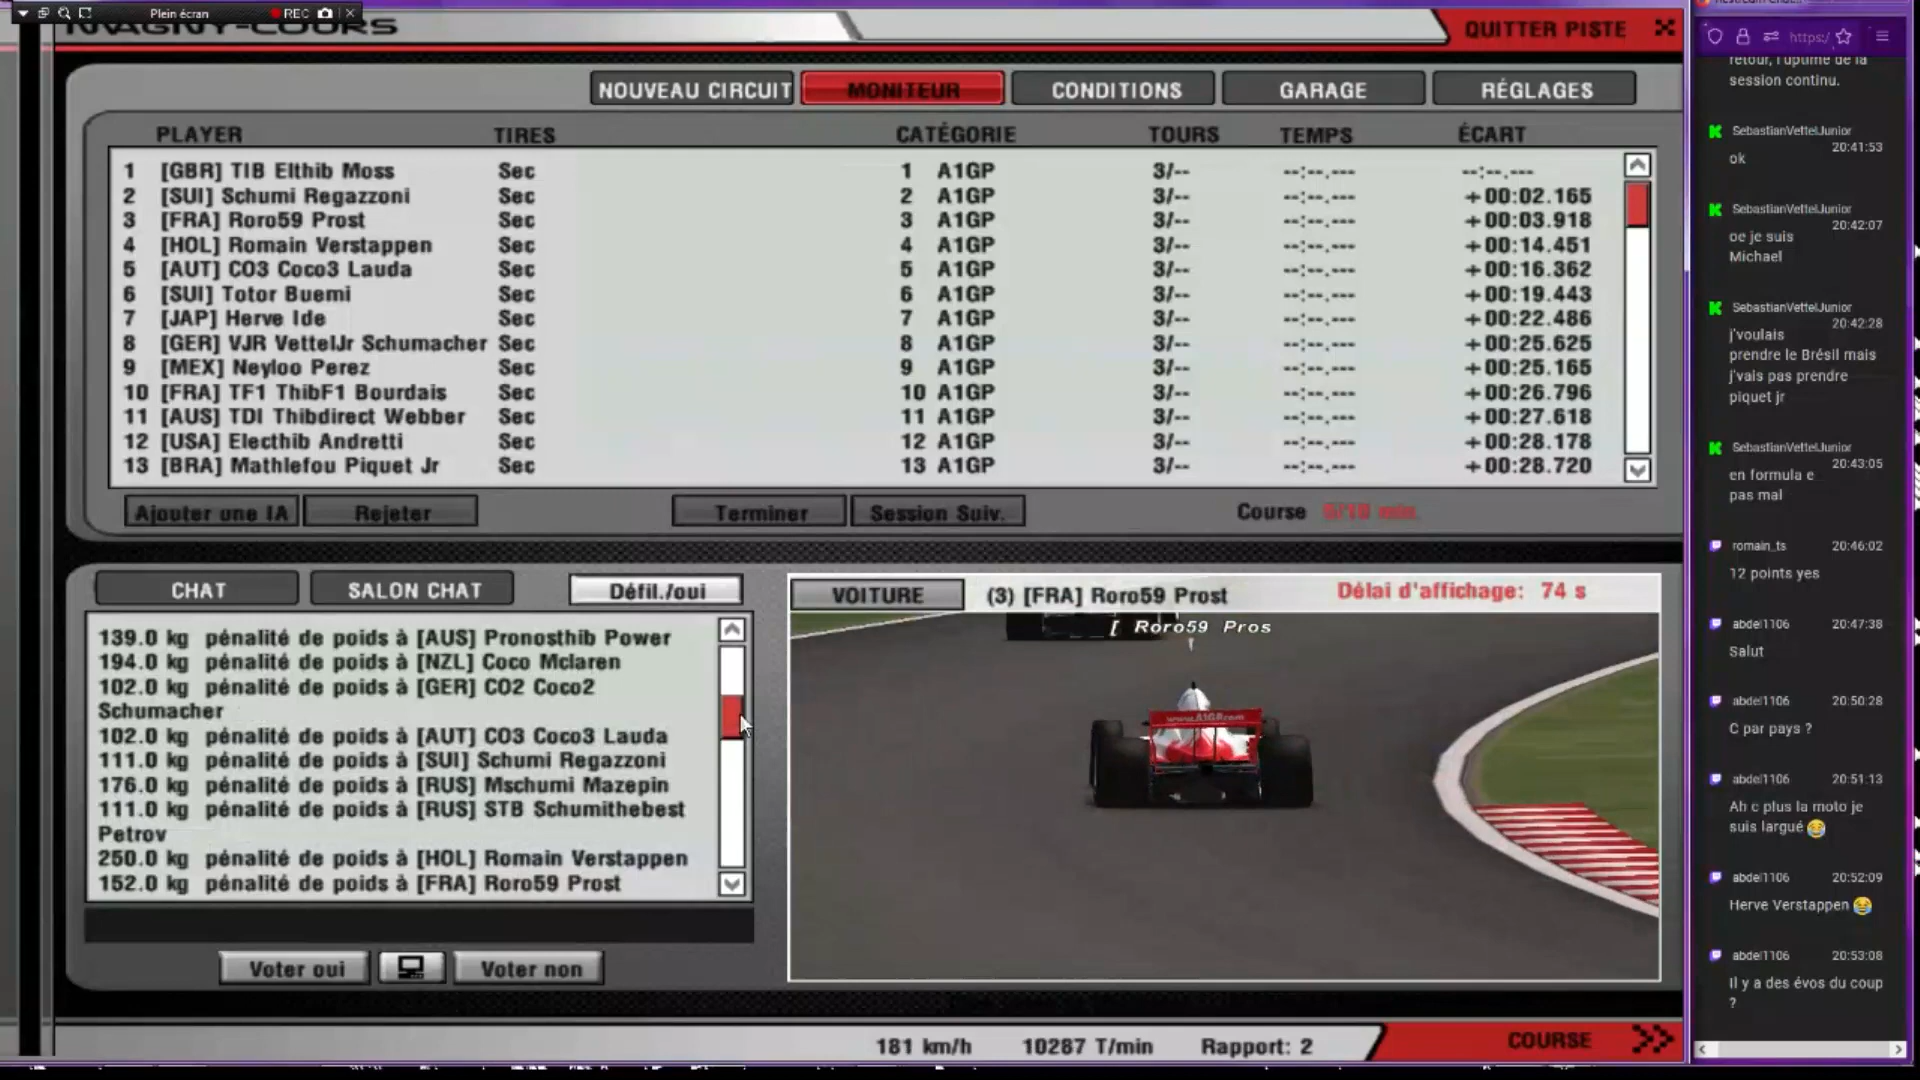 Plein écran
REC
MAGNY-COURS
QUITTER PISTE
NOUVEAU CIRCUIT
MONITEUR
CONDITIONS
GARAGE
RÉGLAGES
PLAYER TIRES CATÉGORIE TOURS TEMPS ÉCART
1 [GBR] TIB Elthib Moss Sec 1 A1GP 3/-- --:--.--- --:--.---
2 [SUI] Schumi Regazzoni Sec 2 A1GP 3/-- --:--.--- +00:02.165
3 [FRA] Roro59 Prost Sec 3 A1GP 3/-- --:--.--- +00:03.918
4 [HOL] Romain Verstappen Sec 4 A1GP 3/-- --:--.--- +00:14.451
5 [AUT] CO3 Coco3 Lauda Sec 5 A1GP 3/-- --:--.--- +00:16.362
6 [SUI] Totor Buemi Sec 6 A1GP 3/-- --:--.--- +00:19.443
7 [JAP] Herve Ide Sec 7 A1GP 3/-- --:--.--- +00:22.486
8 [GER] VJR VettelJr Schumacher Sec 8 A1GP 3/-- --:--.--- +00:25.625
9 [MEX] Neyloo Perez Sec 9 A1GP 3/-- --:--.--- +00:25.165
10 [FRA] TF1 ThibF1 Bourdais Sec 10 A1GP 3/-- --:--.--- +00:26.796
11 [AUS] TDI Thibdirect Webber Sec 11 A1GP 3/-- --:--.--- +00:27.618
12 [USA] Electhib Andretti Sec 12 A1GP 3/-- --:--.--- +00:28.178
13 [BRA] Mathlefou Piquet Jr Sec 13 A1GP 3/-- --:--.--- +00:28.720
Ajouter une IA
Rejeter
Terminer
Session Suiv.
Course
CHAT
SALON CHAT
Défil./oui
139.0 kg pénalité de poids à [AUS] Pronosthib Power
194.0 kg pénalité de poids à [NZL] Coco Mclaren
102.0 kg pénalité de poids à [GER] CO2 Coco2
Schumacher
102.0 kg pénalité de poids à [AUT] CO3 Coco3 Lauda
111.0 kg pénalité de poids à [SUI] Schumi Regazzoni
176.0 kg pénalité de poids à [RUS] Mschumi Mazepin
111.0 kg pénalité de poids à [RUS] STB Schumithebest
Petrov
250.0 kg pénalité de poids à [HOL] Romain Verstappen
152.0 kg pénalité de poids à [FRA] Roro59 Prost
Voter oui
Voter non
VOITURE
(3) [FRA] Roro59 Prost
Délai d'affichage: 74 s
[ Roro59 Pros
www.A1GP.com
181 km/h
10287 T/min
Rapport: 2
COURSE
https:/
retour, l'uptime de la
session continu.
SebastianVettelJunior
20:41:53
ok
SebastianVettelJunior
20:42:07
oe je suis
Michael
SebastianVettelJunior
20:42:28
j'voulais
prendre le Brésil mais
j'vais pas prendre
piquet jr
SebastianVettelJunior
20:43:05
en formula e
pas mal
romain_ts 20:46:02
12 points yes
abdel1106 20:47:38
Salut
abdel1106 20:50:28
C par pays ?
abdel1106 20:51:13
Ah c plus la moto je
suis largué 😂
abdel1106 20:52:09
Herve Verstappen 😂
abdel1106 20:53:08
Il y a des évos du coup
?